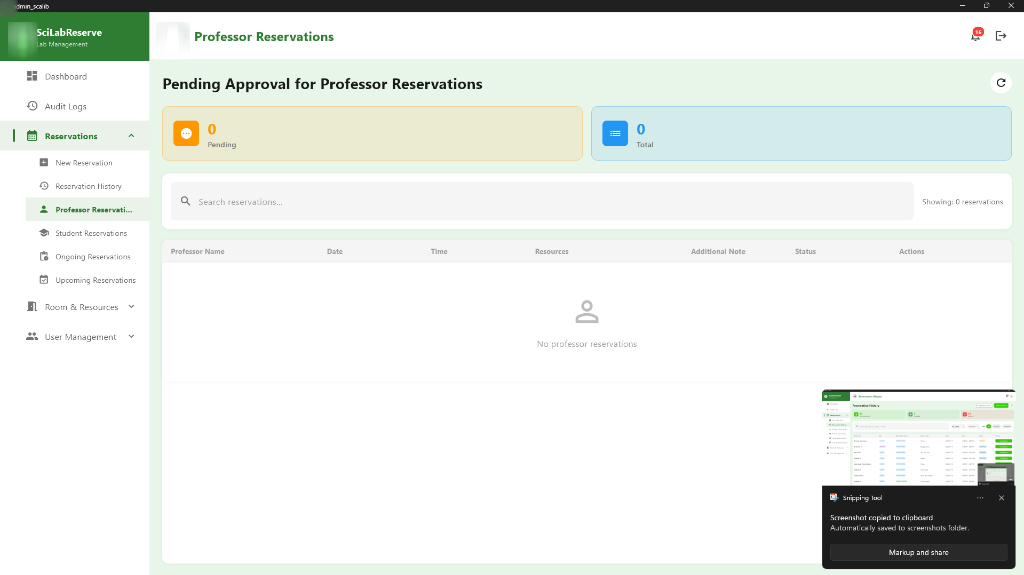 dmin_scalib
SciLabReserve
Lab Management
Professor Reservations
16
Dashboard
Audit Logs
Reservations
New Reservation
Reservation History
Professor Reservati...
Student Reservations
Ongoing Reservations
Upcoming Reservations
Room & Resources
User Management
Pending Approval for Professor Reservations
0
Pending
0
Total
Search reservations...
Showing: 0 reservations
Professor Name Date Time Resources Additional Note Status Actions
No professor reservations
Snipping Tool
Screenshot copied to clipboard
Automatically saved to screenshots folder.
Markup and share